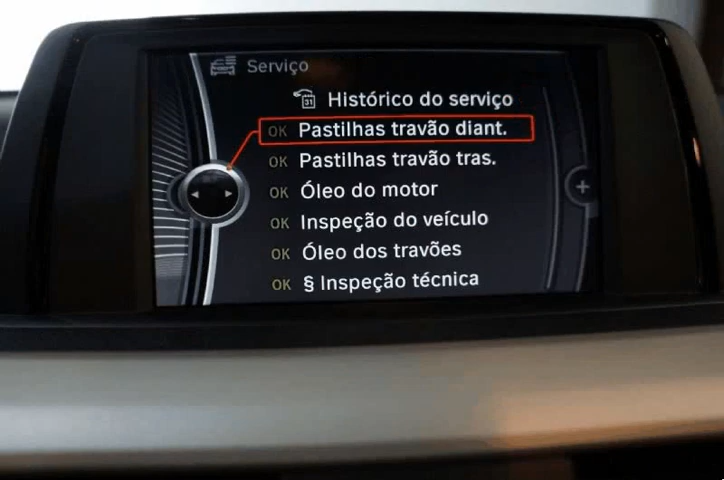 Serviço
31 Histórico do serviço
OK Pastilhas travão diant.
OK Pastilhas travão tras.
OK Óleo do motor
OK Inspeção do veículo
OK Óleo dos travões
OK § Inspeção técnica